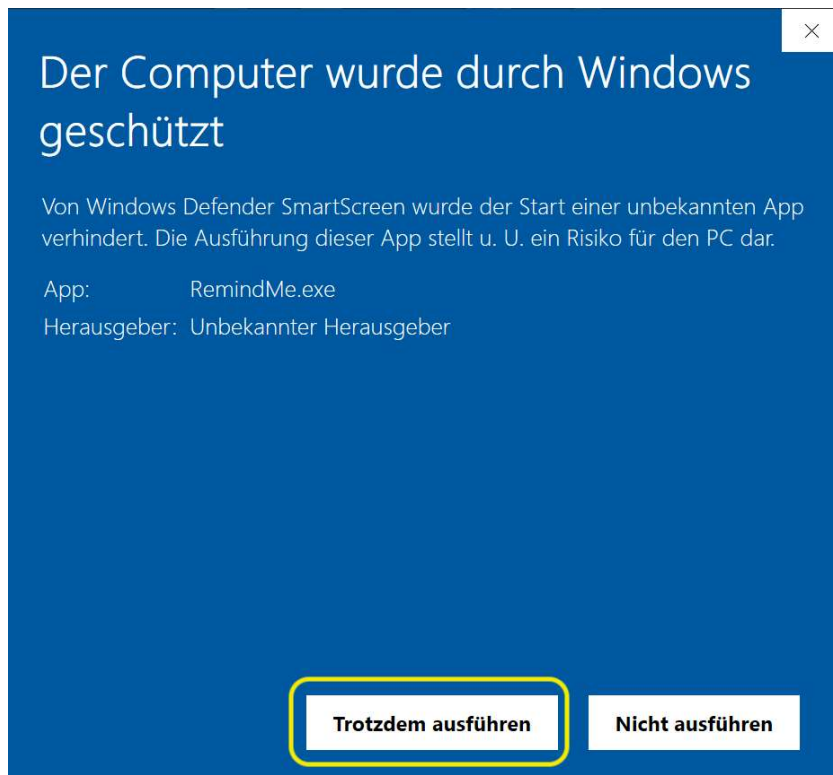 Der Computer wurde durch Windows
geschützt
Von Windows Defender SmartScreen wurde der Start einer unbekannten App
verhindert. Die Ausführung dieser App stellt u. U. ein Risiko für den PC dar.
App: RemindMe.exe
Herausgeber: Unbekannter Herausgeber
Trotzdem ausführen Nicht ausführen